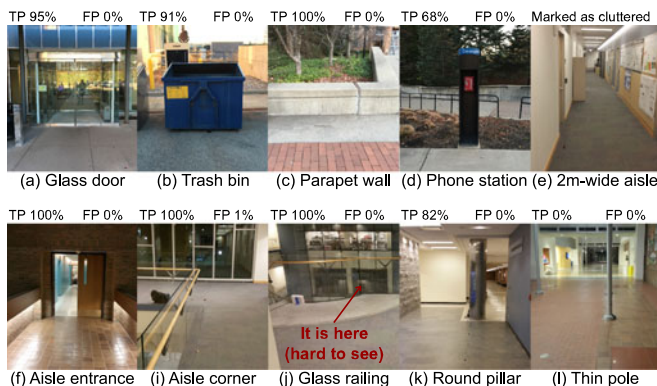 TP 95% FP 0% TP 91% FP 0% TP 100% FP 0% TP 68% FP 0% Marked as cluttered
(a) Glass door (b) Trash bin (c) Parapet wall (d) Phone station (e) 2m-wide aisle
TP 100% FP 0% TP 100% FP 1% TP 100% FP 0% TP 82% FP 0% TP 0% FP 0%
It is here
(hard to see)
(f) Aisle entrance (i) Aisle corner (j) Glass railing (k) Round pillar (l) Thin pole